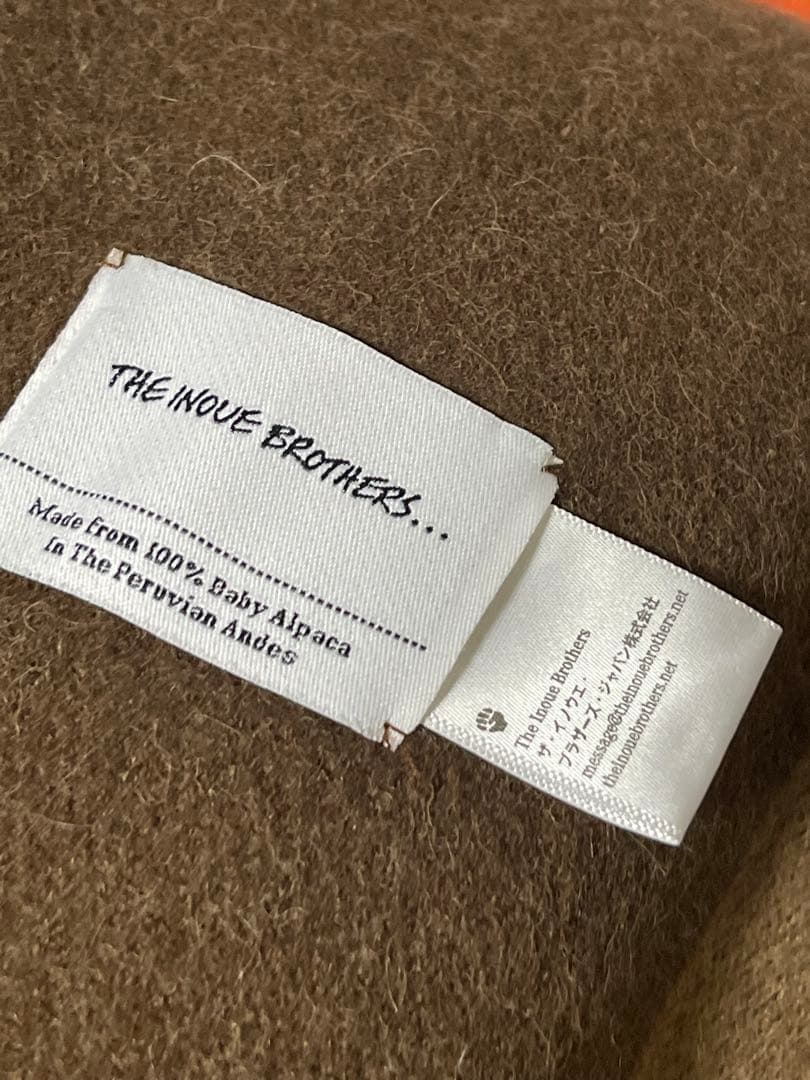 THE INOUE BROTHERS...
Made from 100% Baby Alpaca
In The Peruvian Andes
The Inoue Brothers
ザ・イノウエ・
ブラザーズ・ジャパン株式会社
message@theinouebrothers.net
theinouebrothers.net